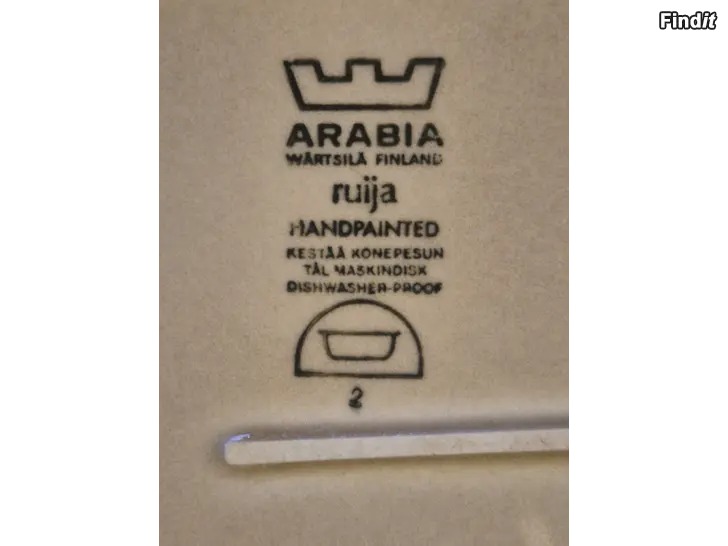 Findit
ARABIA
WÄRTSILÄ FINLAND
ruija
HANDPAINTED
KESTÄÄ KONEPESUN
TÅL MASKINDISK
DISHWASHER-PROOF
2